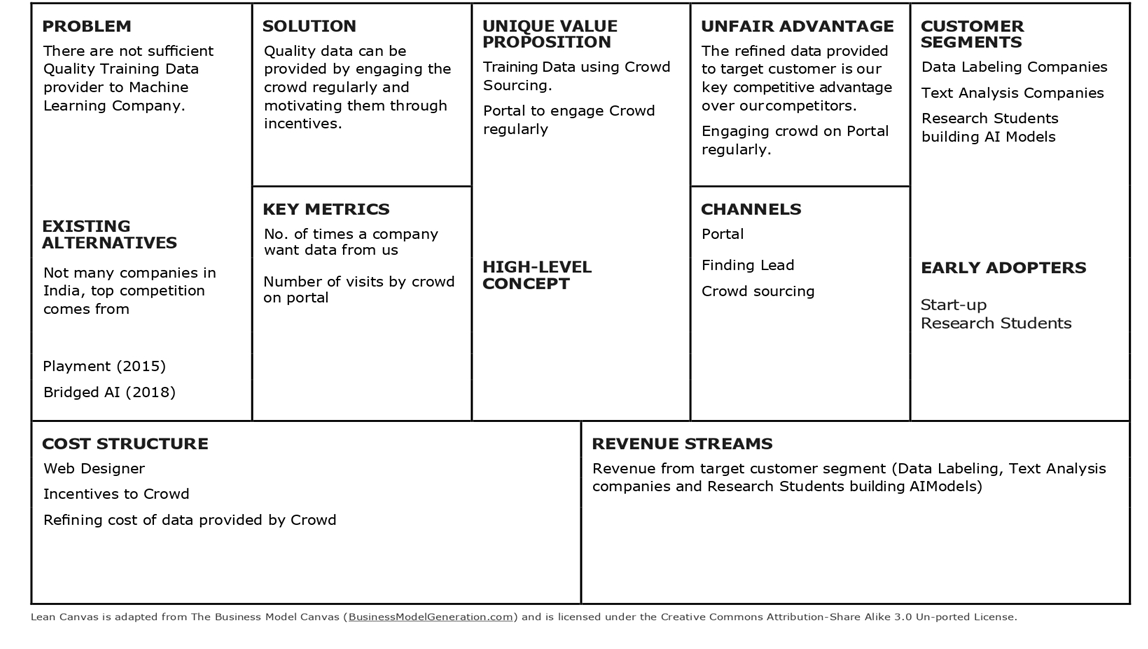 PROBLEM
There are not sufficient
Quality Training Data
provider to Machine
Learning Company.
EXISTING
ALTERNATIVES
Not many companies in
India, top competition
comes from
Playment (2015)
Bridged AI (2018)
SOLUTION
Quality data can be
provided by engaging the
crowd regularly and
motivating them through
incentives.
KEY METRICS
No. of times a company
want data from us
Number of visits by crowd
on portal
UNIQUE VALUE
PROPOSITION
Training Data using Crowd
Sourcing.
Portal to engage Crowd
regularly
HIGH-LEVEL
CONCEPT
UNFAIR ADVANTAGE
The refined data provided
to target customer is our
key competitive advantage
over our competitors.
Engaging crowd on Portal
regularly.
CHANNELS
Portal
Finding Lead
Crowd sourcing
CUSTOMER
SEGMENTS
Data Labeling Companies
Text Analysis Companies
Research Students
building AI Models
EARLY ADOPTERS
Start-up
Research Students
COST STRUCTURE
Web Designer
Incentives to Crowd
Refining cost of data provided by Crowd
REVENUE STREAMS
Revenue from target customer segment (Data Labeling, Text Analysis
companies and Research Students building AIModels)
Lean Canvas is adapted from The Business Model Canvas (BusinessModelGeneration.com) and is licensed under the Creative Commons Attribution-Share Alike 3.0 Un-ported License.